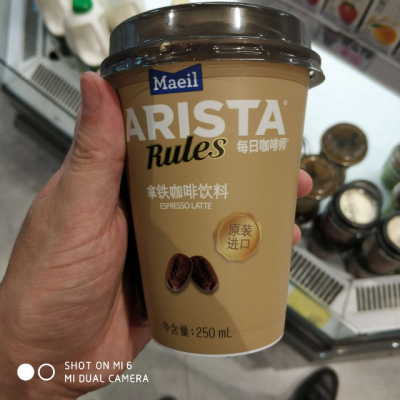 Maeil
ARISTA®
Rules 每日咖啡师
拿铁咖啡饮料
ESPRESSO LATTE
原装
进口
净含量:250 mL
SHOT ON MI 6
MI DUAL CAMERA